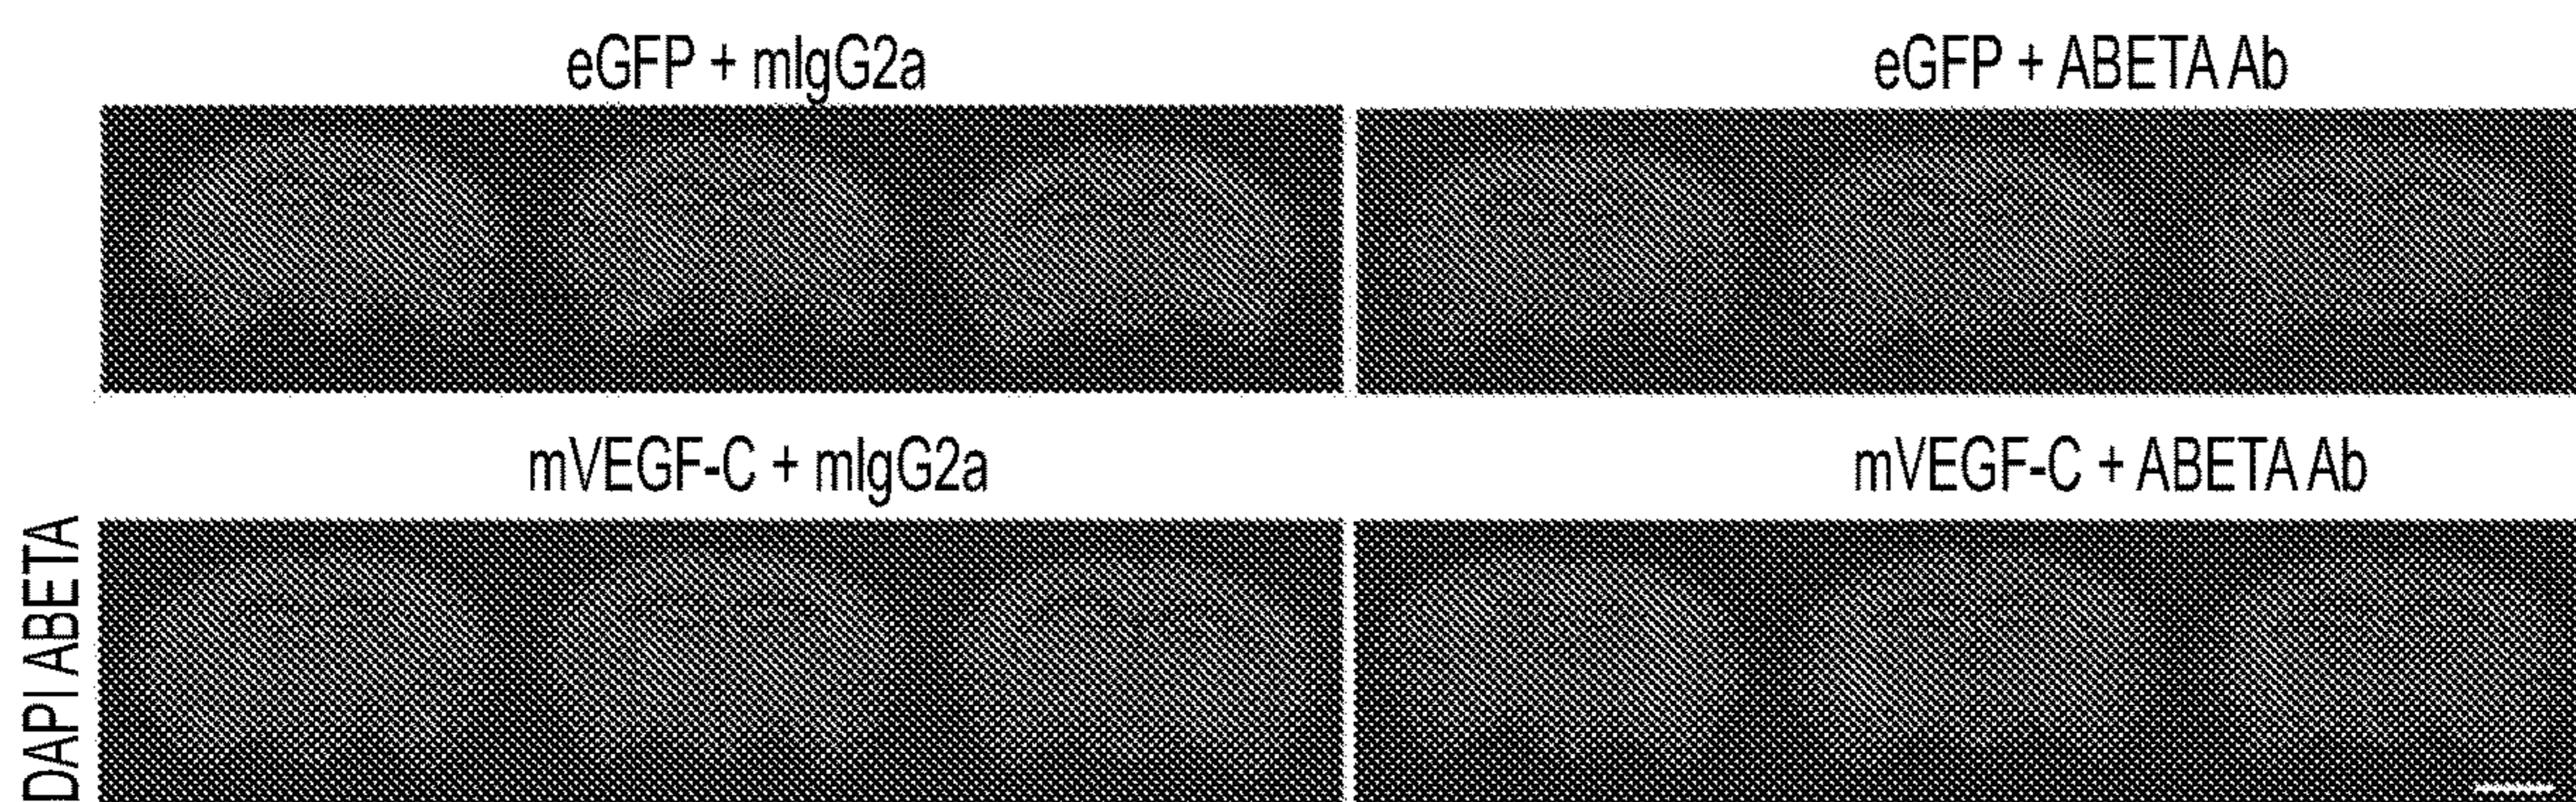 eGFP + mIgG2a
eGFP + ABETA Ab
mVEGF-C + mIgG2a
mVEGF-C + ABETA Ab
DAPI ABETA